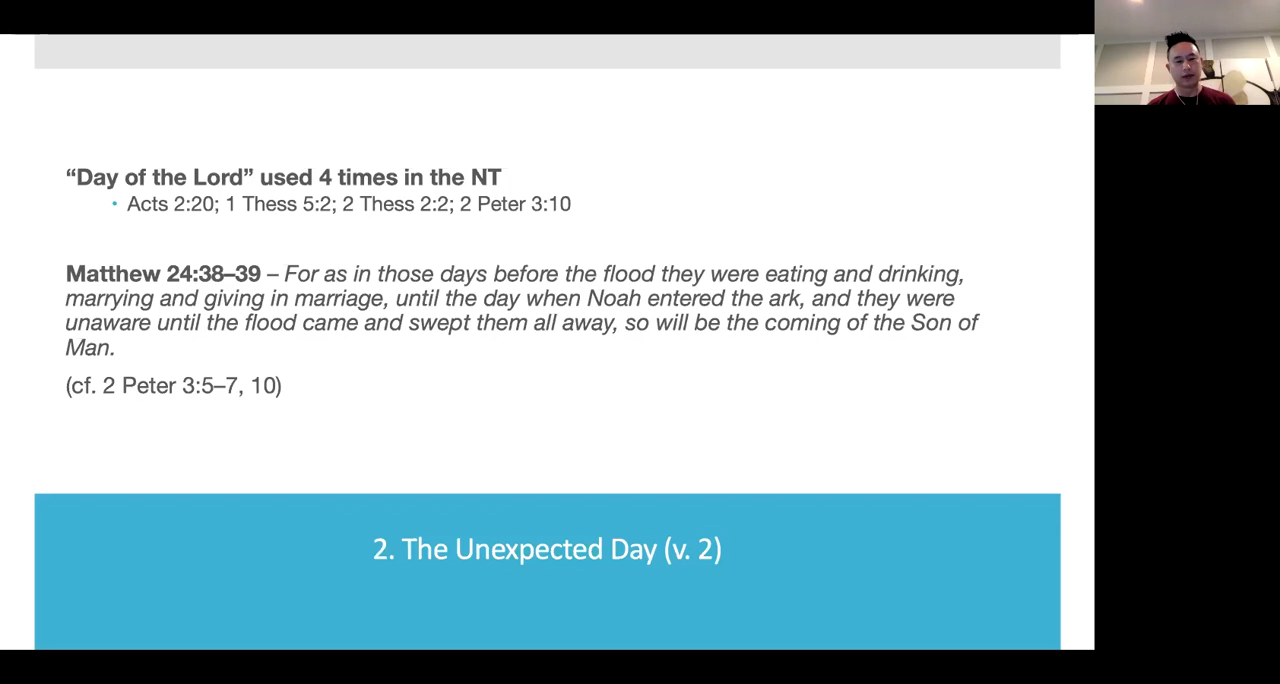 “Day of the Lord” used 4 times in the NT
• Acts 2:20; 1 Thess 5:2; 2 Thess 2:2; 2 Peter 3:10
Matthew 24:38–39 – For as in those days before the flood they were eating and drinking,
marrying and giving in marriage, until the day when Noah entered the ark, and they were
unaware until the flood came and swept them all away, so will be the coming of the Son of
Man.
(cf. 2 Peter 3:5–7, 10)
2. The Unexpected Day (v. 2)